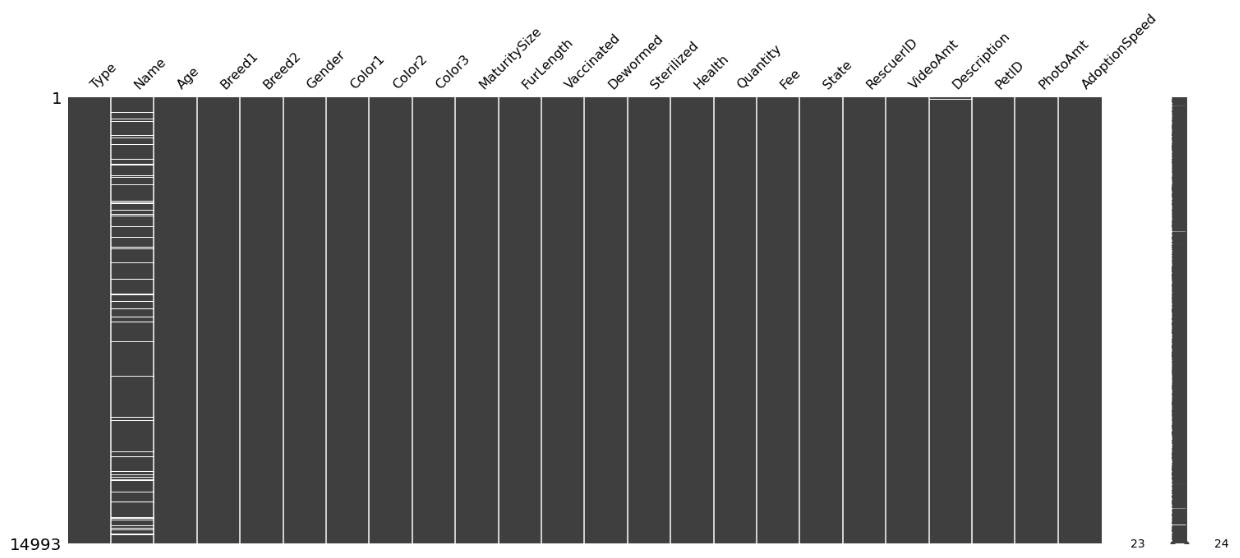 Type Name Age Breed1 Breed2 Gender Color1 Color2 Color3 MaturitySize FurLength Vaccinated Dewormed Sterilized Health Quantity Fee State RescuerID VideoAmt Description PetID PhotoAmt AdoptionSpeed
1
14993
23 24